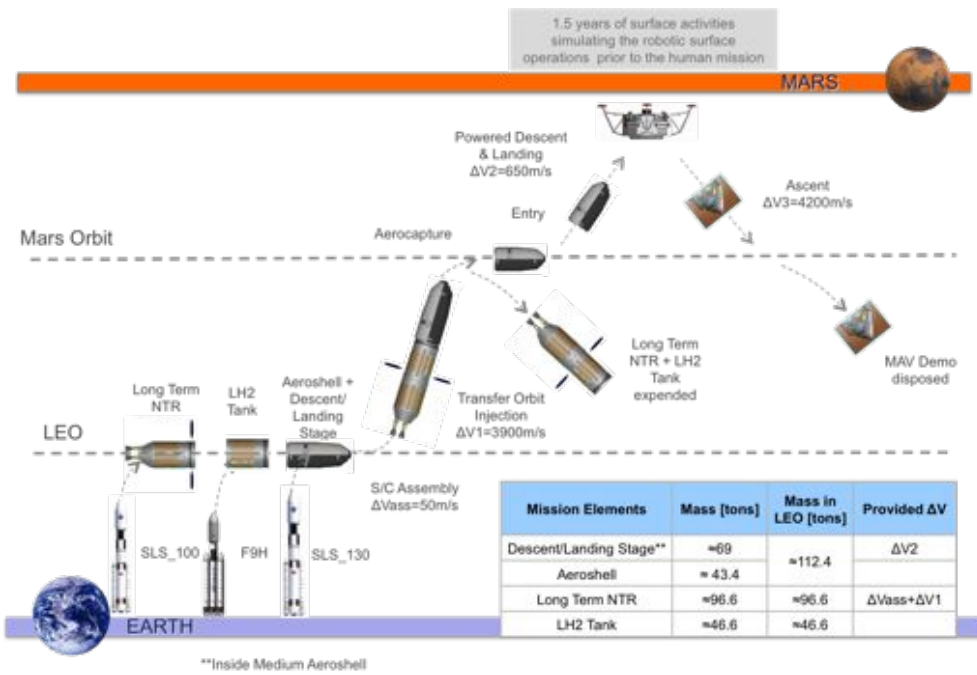 1.5 years of surface activities
simulating the robotic surface
operations prior to the human mission
MARS
Powered Descent
& Landing
ΔV2=650m/s
Entry
Ascent
ΔV3=4200m/s
Mars Orbit
Aerocapture
Long Term
NTR + LH2
Tank
expended
MAV Demo
disposed
Long Term
NTR
LH2
Tank
Aeroshell +
Descent/
Landing
Stage
Transfer Orbit
Injection
ΔV1=3900m/s
LEO
S/C Assembly
ΔVass=50m/s
SLS_100
F9H
SLS_130
Mission Elements Mass [tons] Mass in LEO [tons] Provided ΔV
Descent/Landing Stage** ≈69 ≈112.4 ΔV2
Aeroshell ≈ 43.4
Long Term NTR ≈96.6 ≈96.6 ΔVass+ΔV1
LH2 Tank ≈46.6 ≈46.6
EARTH
**Inside Medium Aeroshell